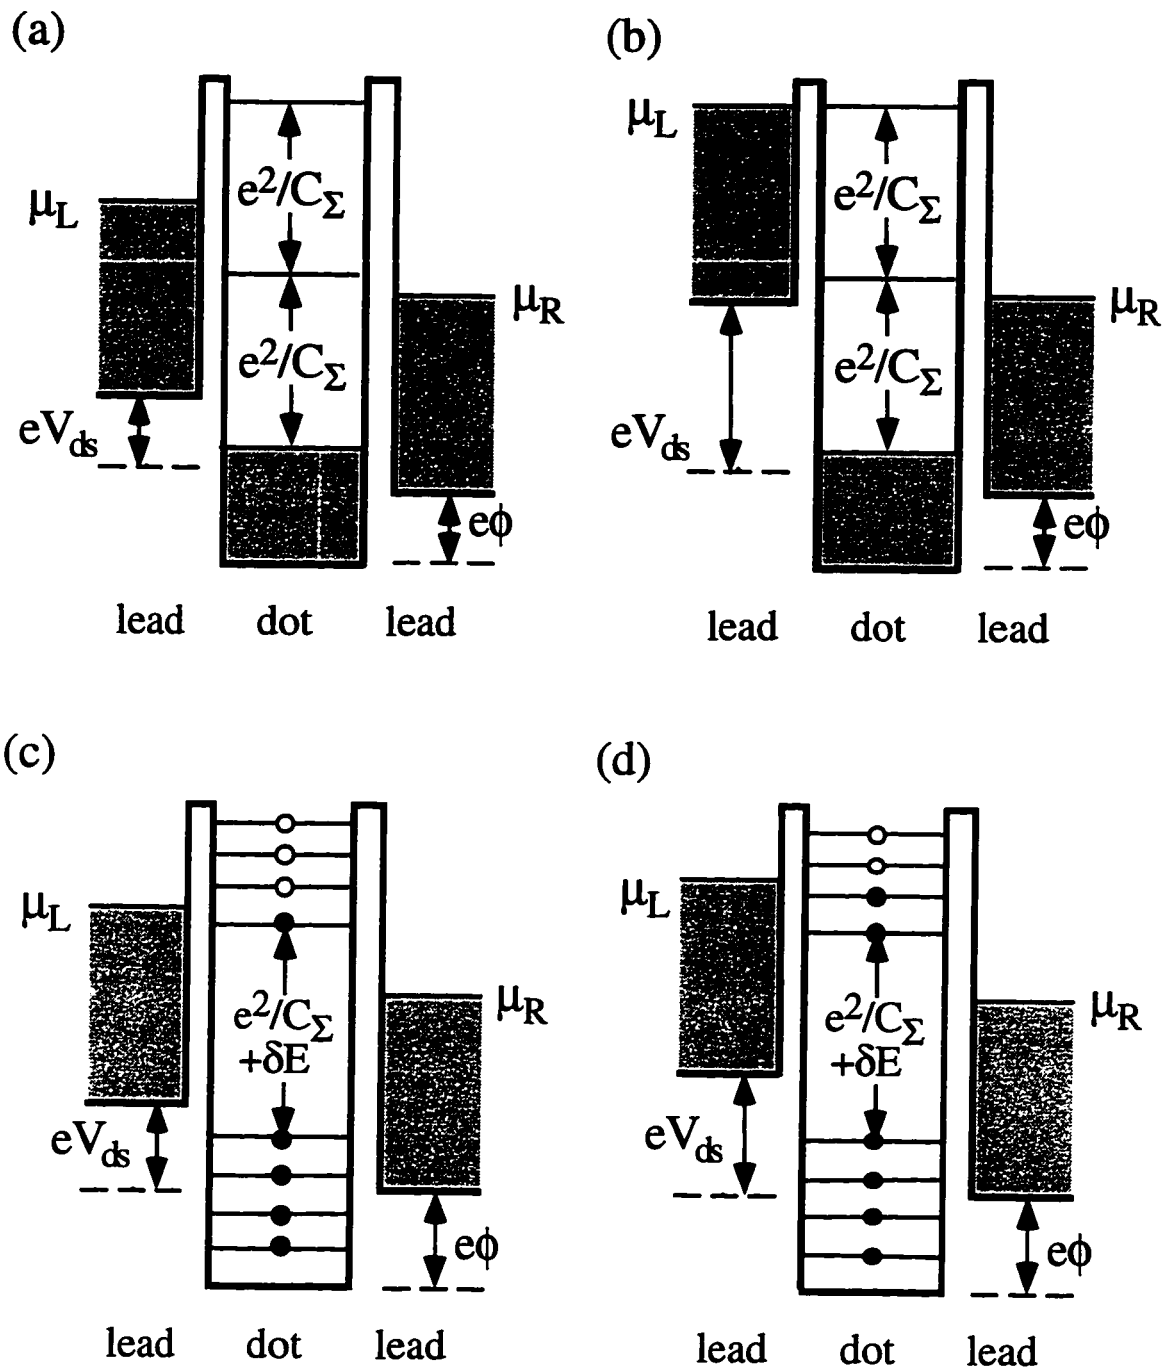 (a)
(b)
μL
e²/CΣ
e²/CΣ
eVds
μR
eϕ
lead dot lead
μL
e²/CΣ
e²/CΣ
eVds
μR
eϕ
lead dot lead
(c)
(d)
μL
e²/CΣ
+δE
eVds
μR
eϕ
lead dot lead
μL
e²/CΣ
+δE
eVds
μR
eϕ
lead dot lead